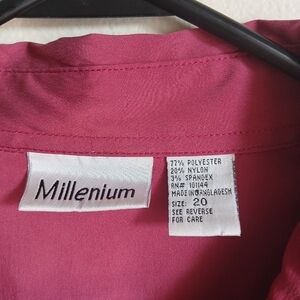 Millenium
77% POLYESTER
20% NYLON
3% SPANDEX
RN# 101144
MADE IN BANGLADESH
SIZE: 20
SEE REVERSE
FOR CARE